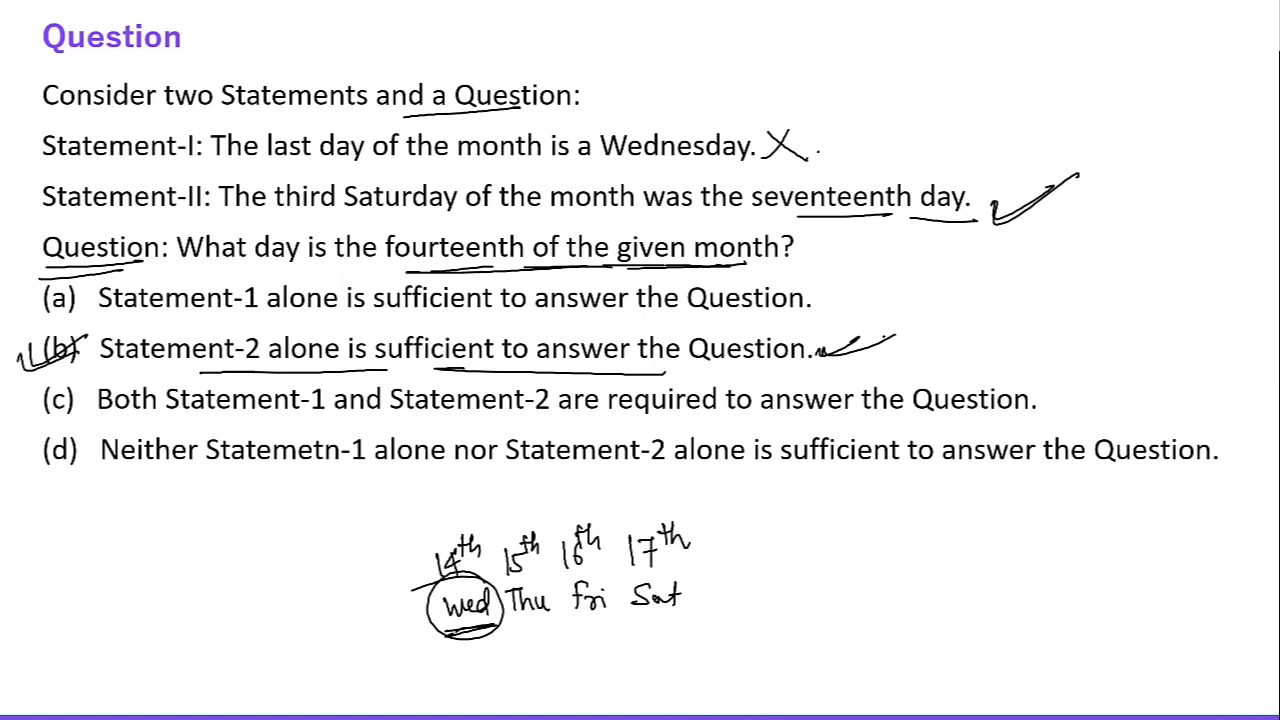 Question
Consider two Statements and a Question:
Statement-I: The last day of the month is a Wednesday.
Statement-II: The third Saturday of the month was the seventeenth day.
Question: What day is the fourteenth of the given month?
(a) Statement-1 alone is sufficient to answer the Question.
(b) Statement-2 alone is sufficient to answer the Question.
(c) Both Statement-1 and Statement-2 are required to answer the Question.
(d) Neither Statemetn-1 alone nor Statement-2 alone is sufficient to answer the Question.
14th 15th 16th 17th
Wed Thu Fri Sat